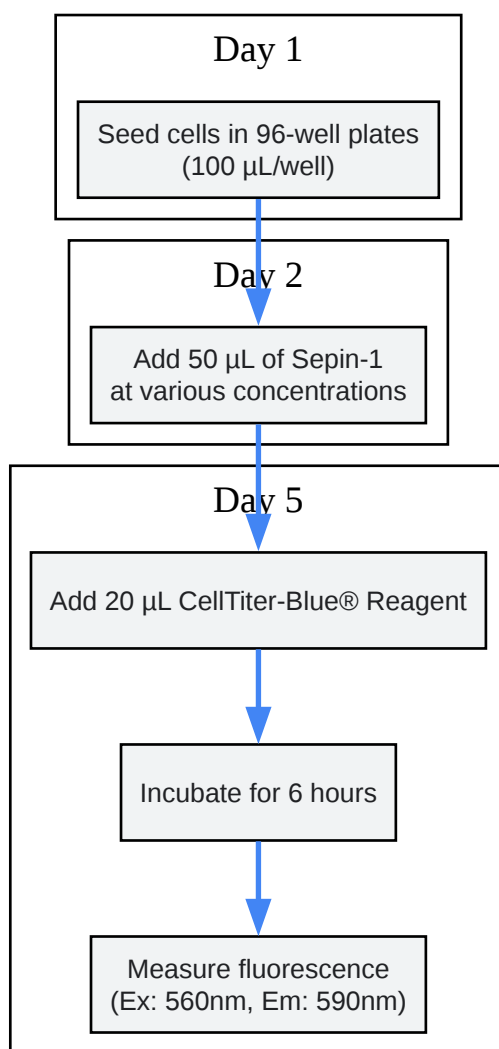 Day 1
Seed cells in 96-well plates
(100 µL/well)
Day 2
Add 50 µL of Sepin-1
at various concentrations
Day 5
Add 20 µL CellTiter-Blue® Reagent
Incubate for 6 hours
Measure fluorescence
(Ex: 560nm, Em: 590nm)